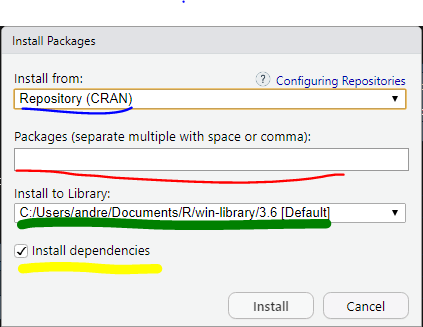 Install Packages
Install from:
? Configuring Repositories
Repository (CRAN)
Packages (separate multiple with space or comma):
Install to Library:
C:/Users/andre/Documents/R/win-library/3.6 [Default]
Install dependencies
Install Cancel